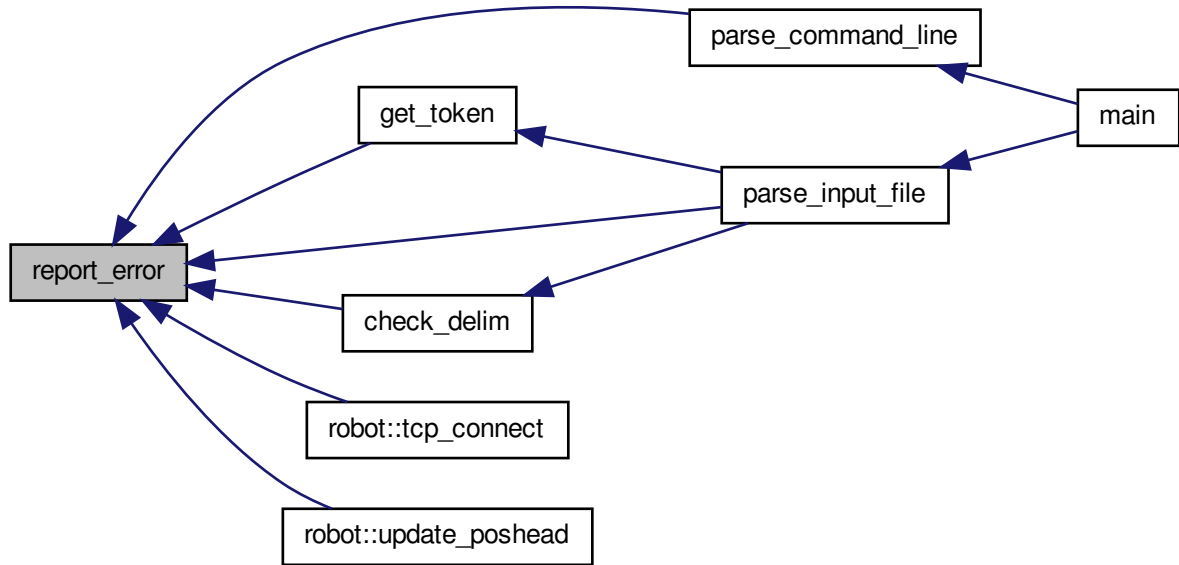 parse_command_line
get_token
main
parse_input_file
report_error
check_delim
robot::tcp_connect
robot::update_poshead